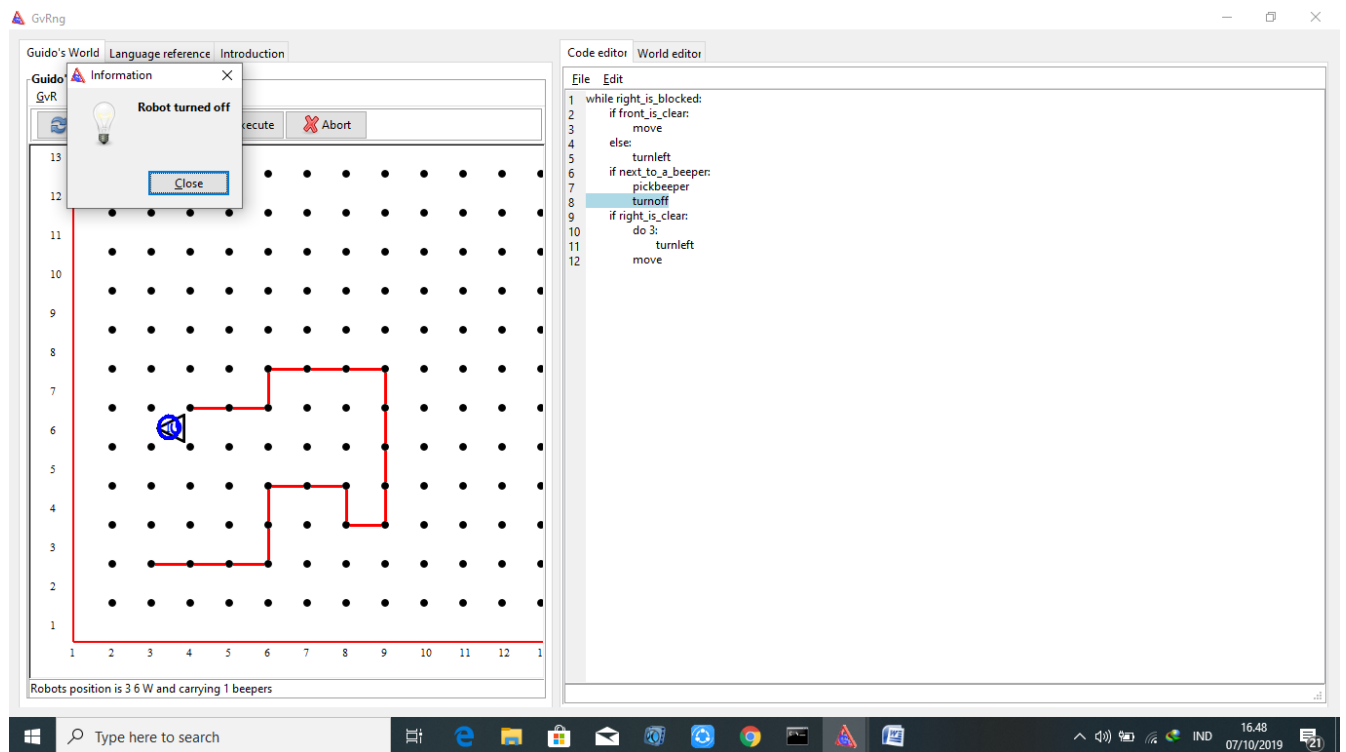 GvRng
Guido's World Language reference Introduction
Guido'
GvR
ecute Abort
Information
Robot turned off
Close
13
12
11
10
9
8
7
6
5
4
3
2
1
1 2 3 4 5 6 7 8 9 10 11 12 1
Robots position is 3 6 W and carrying 1 beepers
Code editor World editor
File Edit
1 while right_is_blocked:
2 if front_is_clear:
3 move
4 else:
5 turnleft
6 if next_to_a_beeper:
7 pickbeeper
8 turnoff
9 if right_is_clear:
10 do 3:
11 turnleft
12 move
Type here to search
IND
16.48
07/10/2019
21